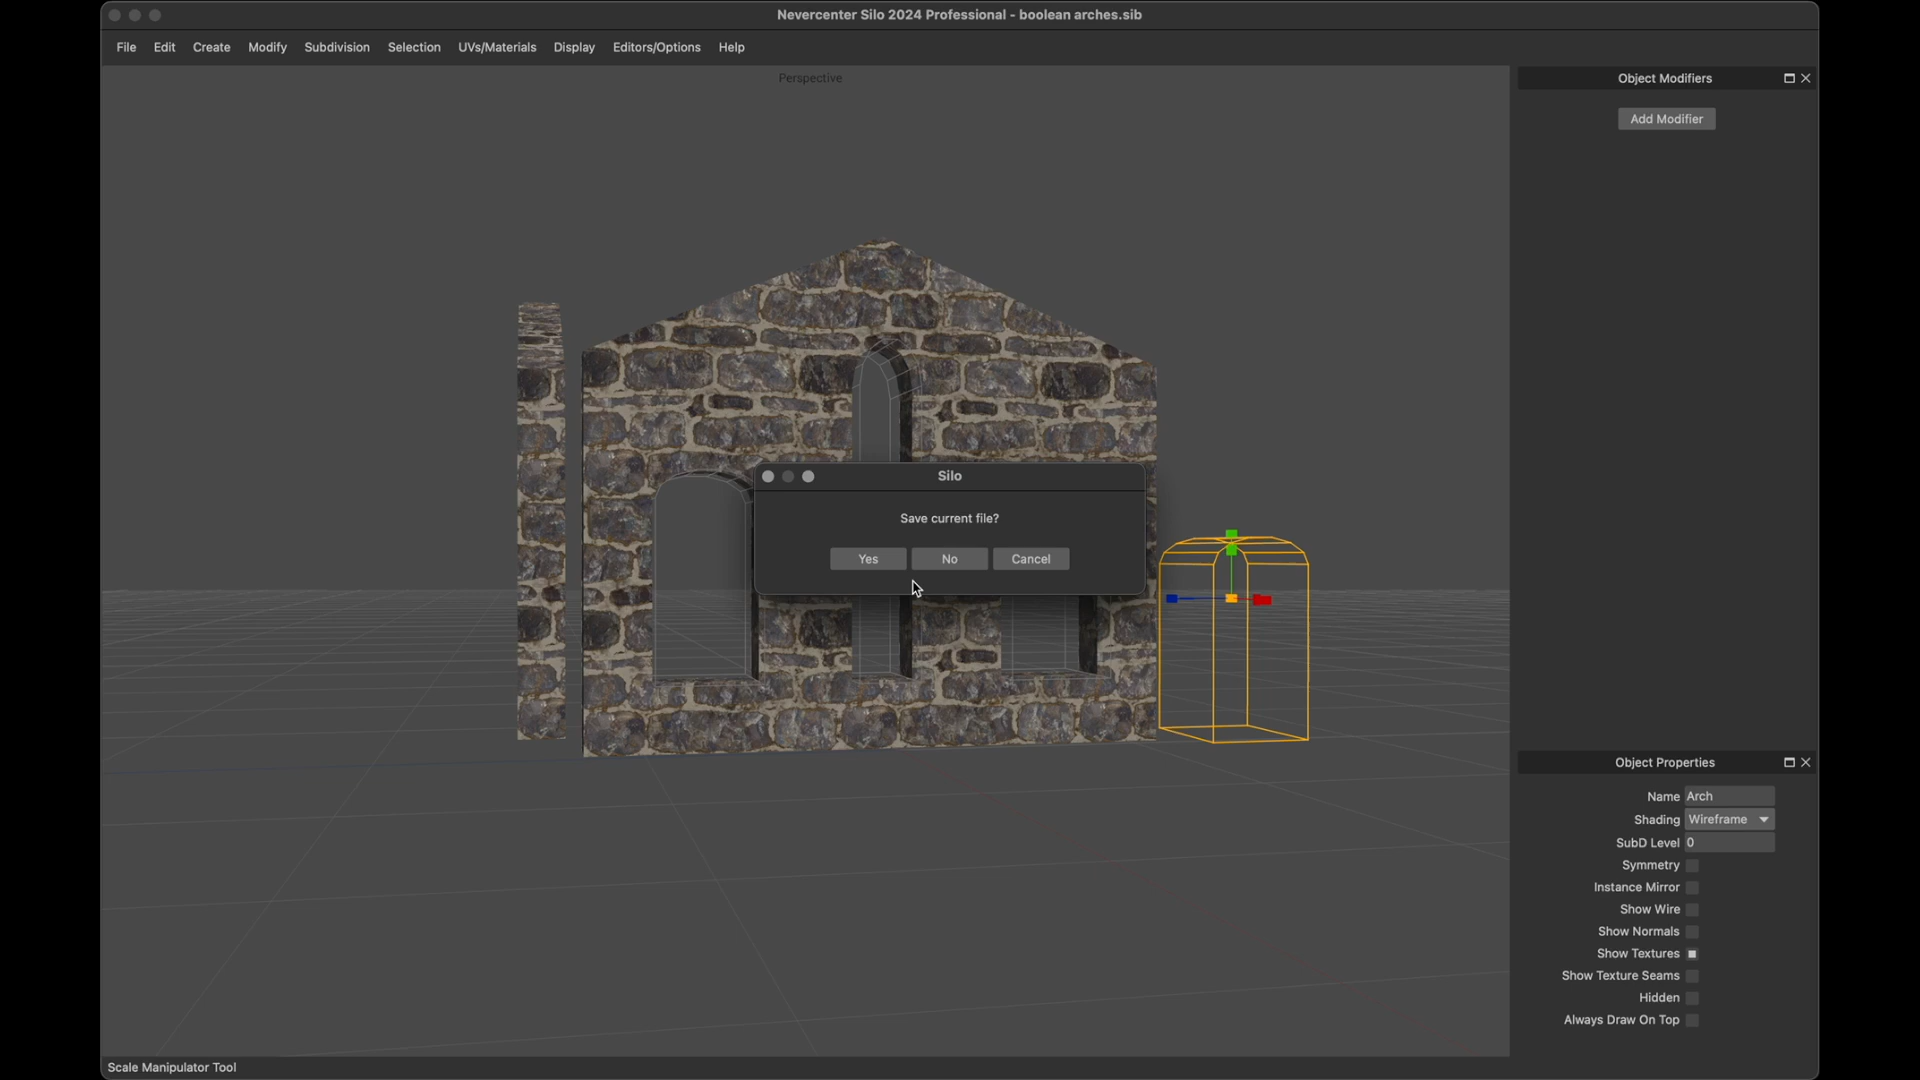 Nevercenter Silo 2024 Professional - boolean arches.sib
File Edit Create Modify Subdivision Selection UVs/Materials Display Editors/Options Help
Perspective
Object Modifiers
Add Modifier
Silo
Save current file?
Yes No Cancel
Object Properties
Name Arch
Shading Wireframe
SubD Level 0
Symmetry
Instance Mirror
Show Wire
Show Normals
Show Textures
Show Texture Seams
Hidden
Always Draw On Top
Scale Manipulator Tool